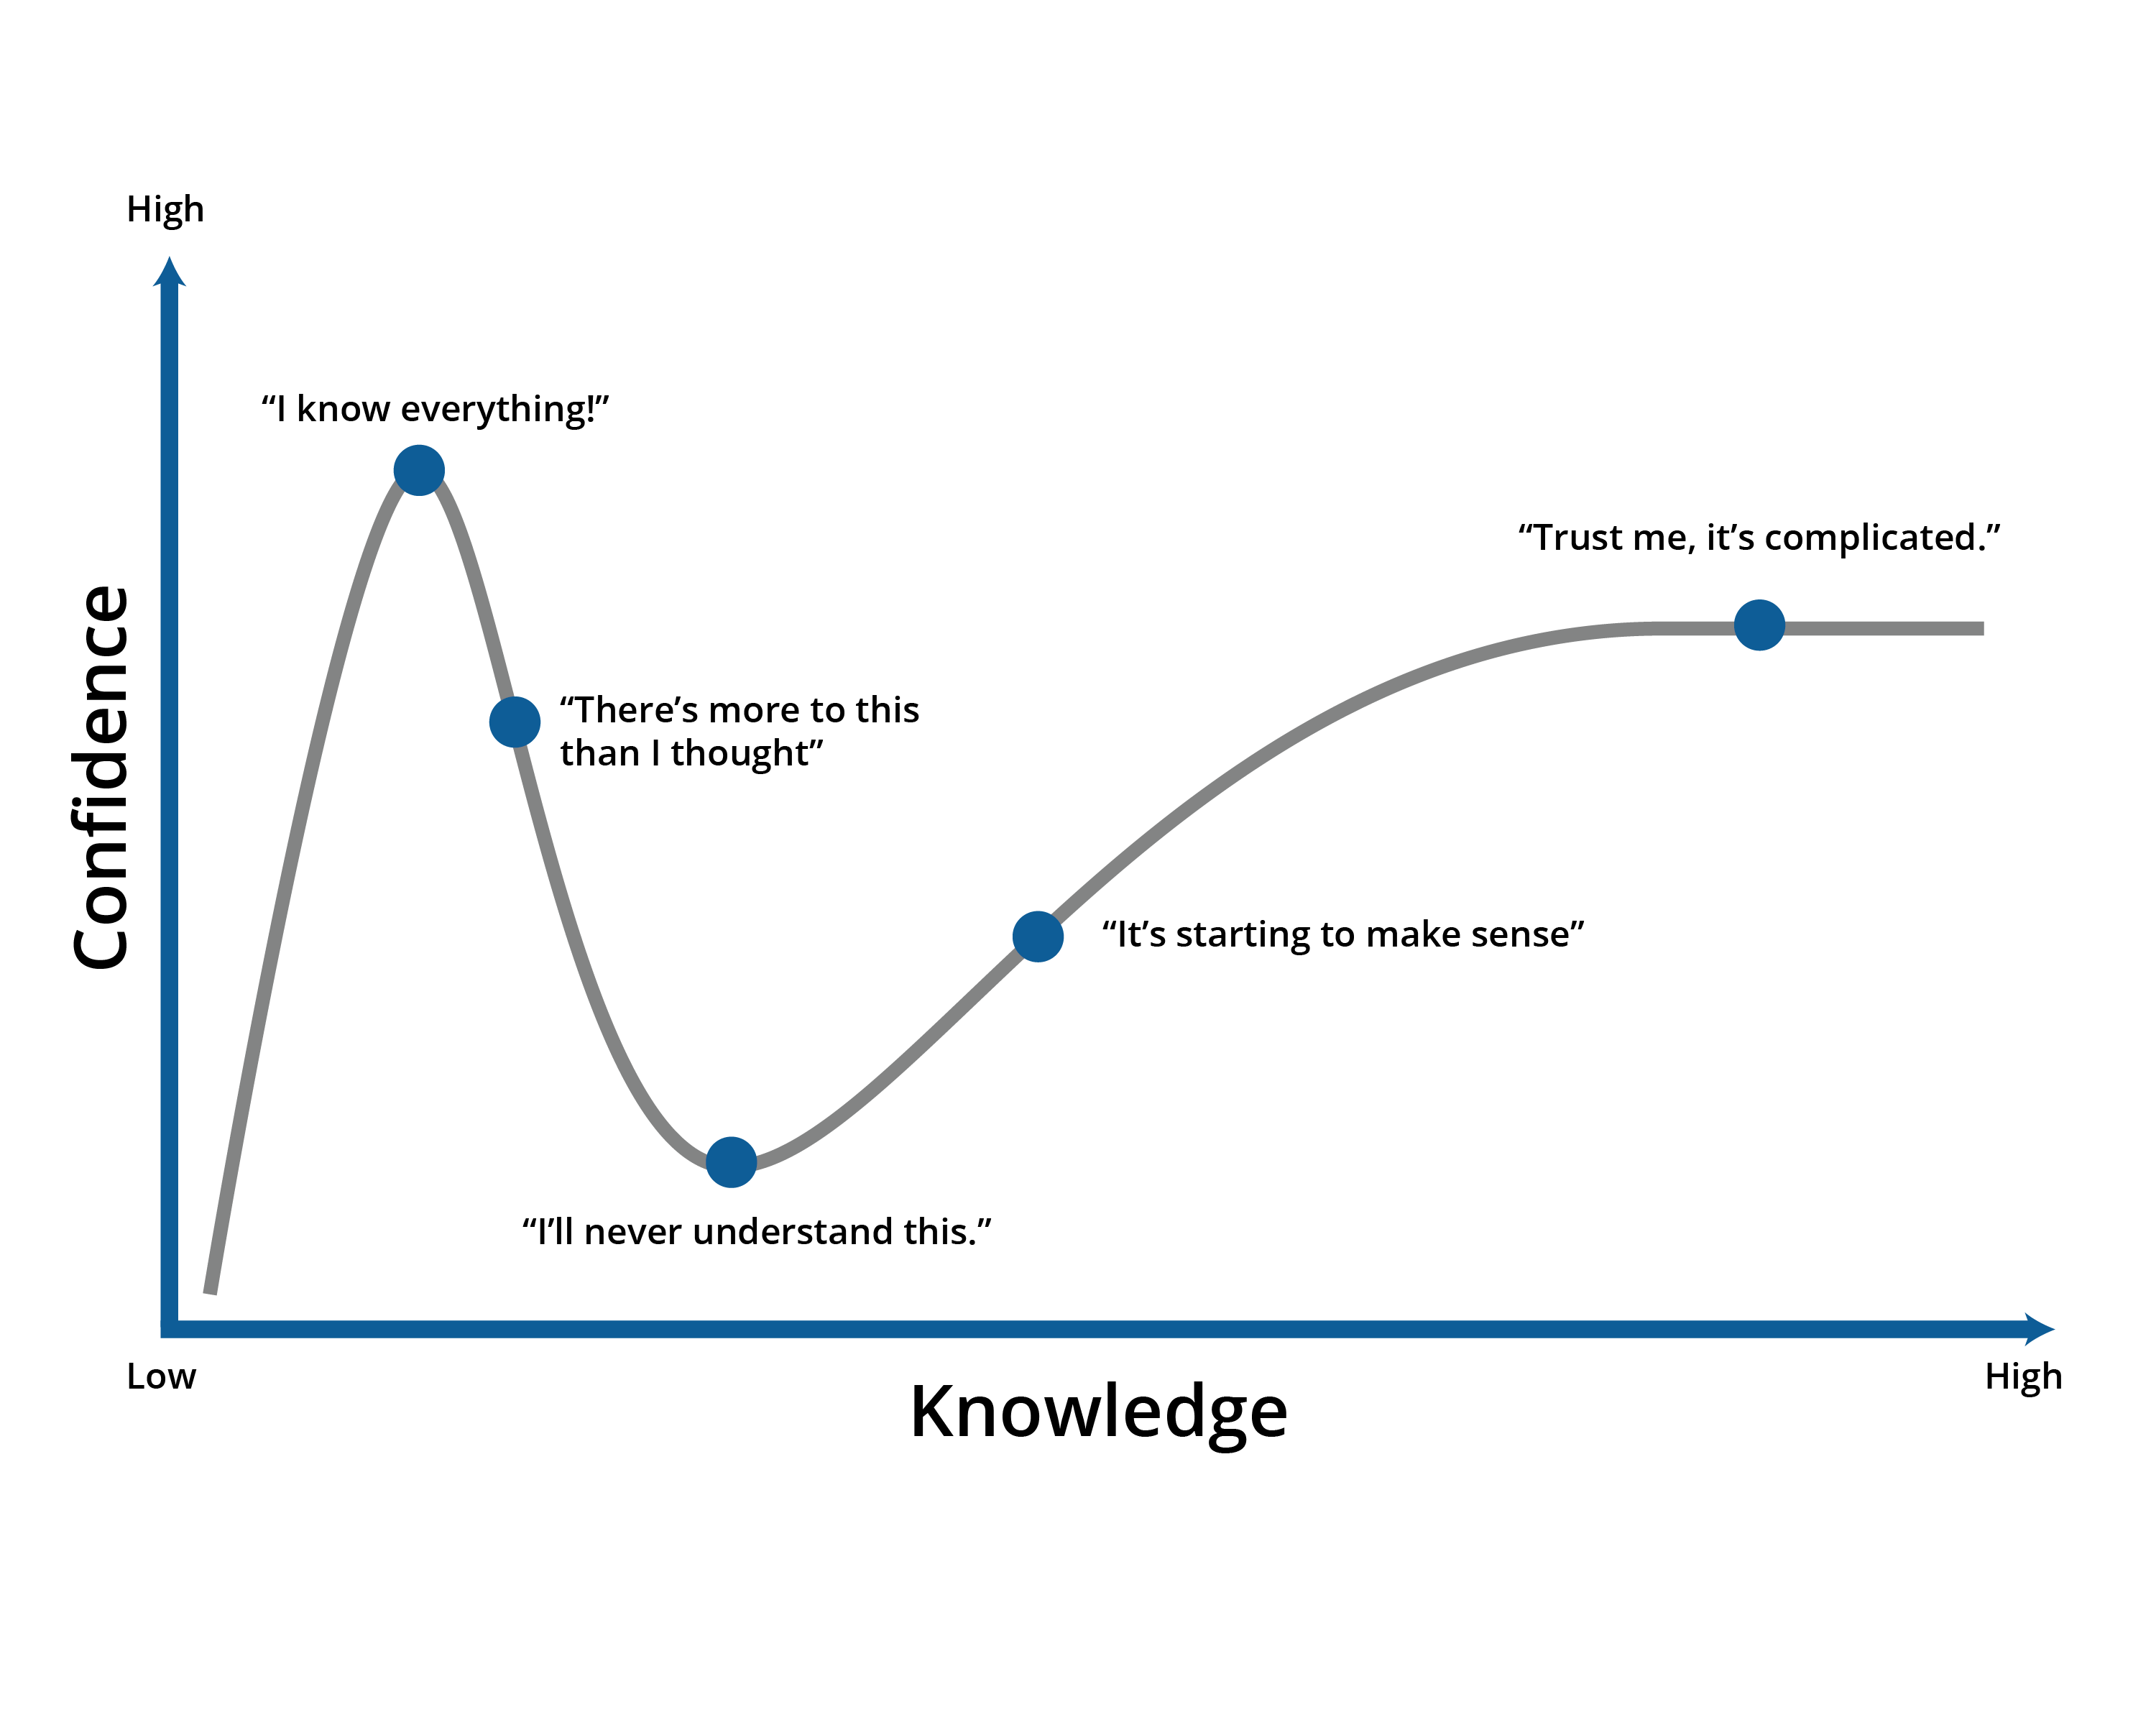 High
“I know everything!”
“Trust me, it’s complicated.”
Confidence
“There’s more to this
than I thought”
“It’s starting to make sense”
“I’ll never understand this.”
Low
High
Knowledge